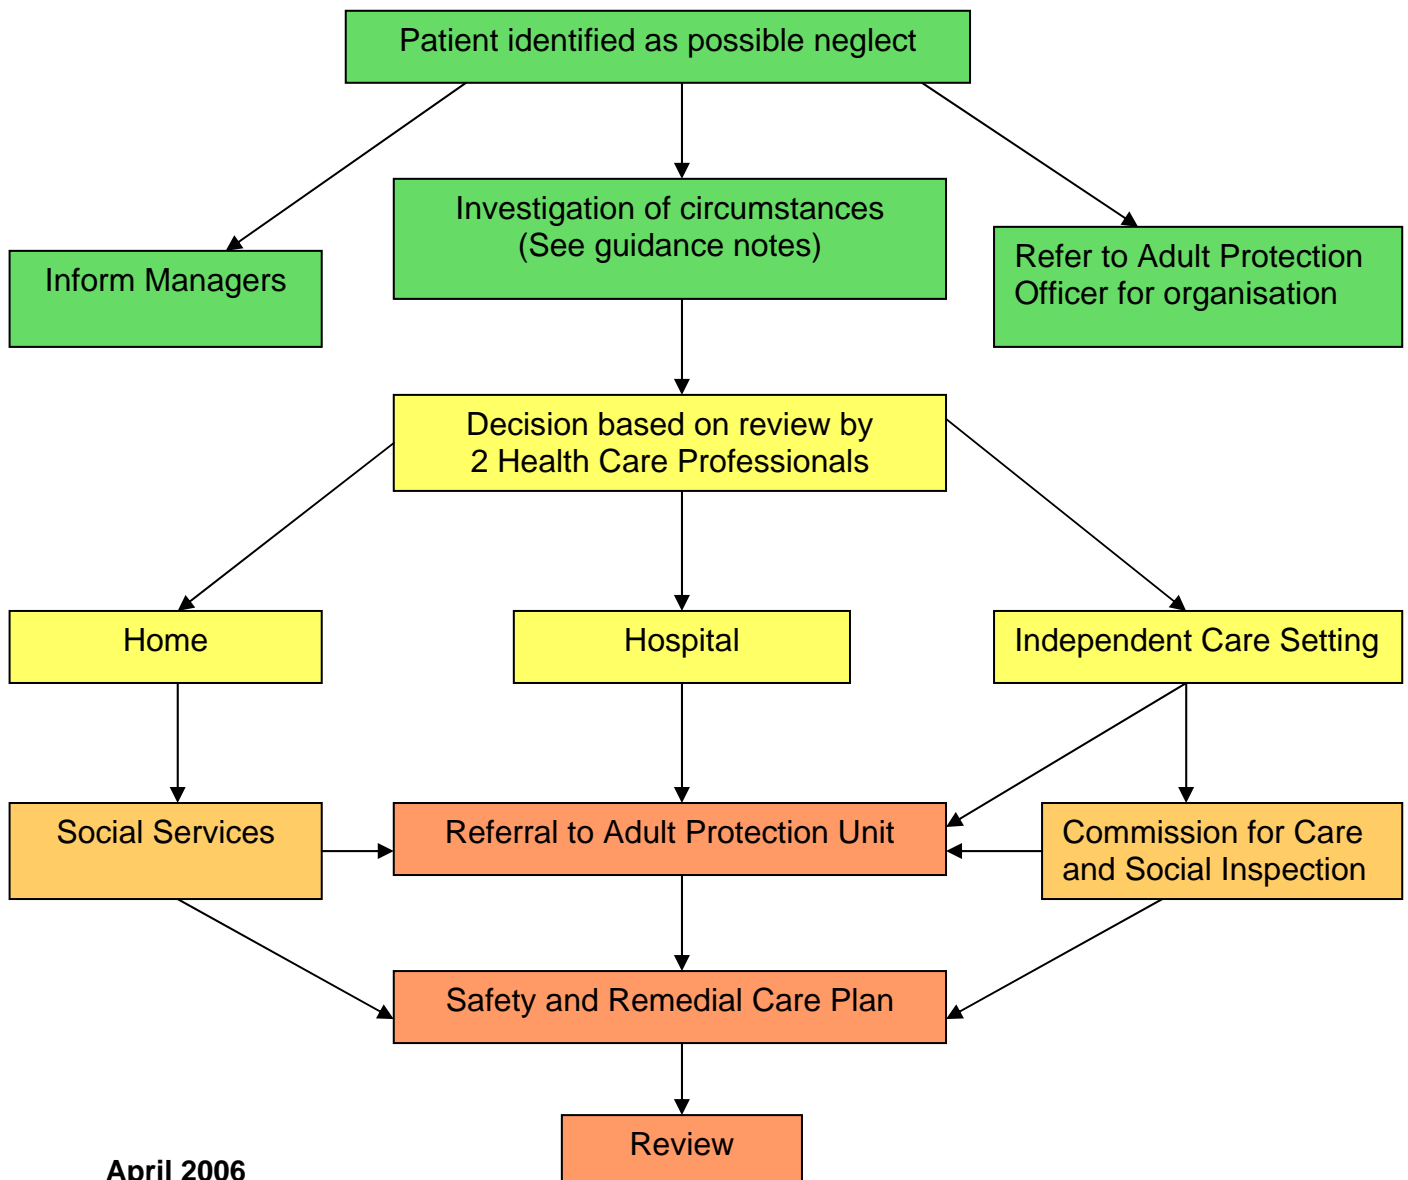 Patient identified as possible neglect
Investigation of circumstances
(See guidance notes)
Inform Managers
Refer to Adult Protection
Officer for organisation
Decision based on review by
2 Health Care Professionals
Home
Hospital
Independent Care Setting
Social Services
Referral to Adult Protection Unit
Commission for Care
and Social Inspection
Safety and Remedial Care Plan
Review
April 2006